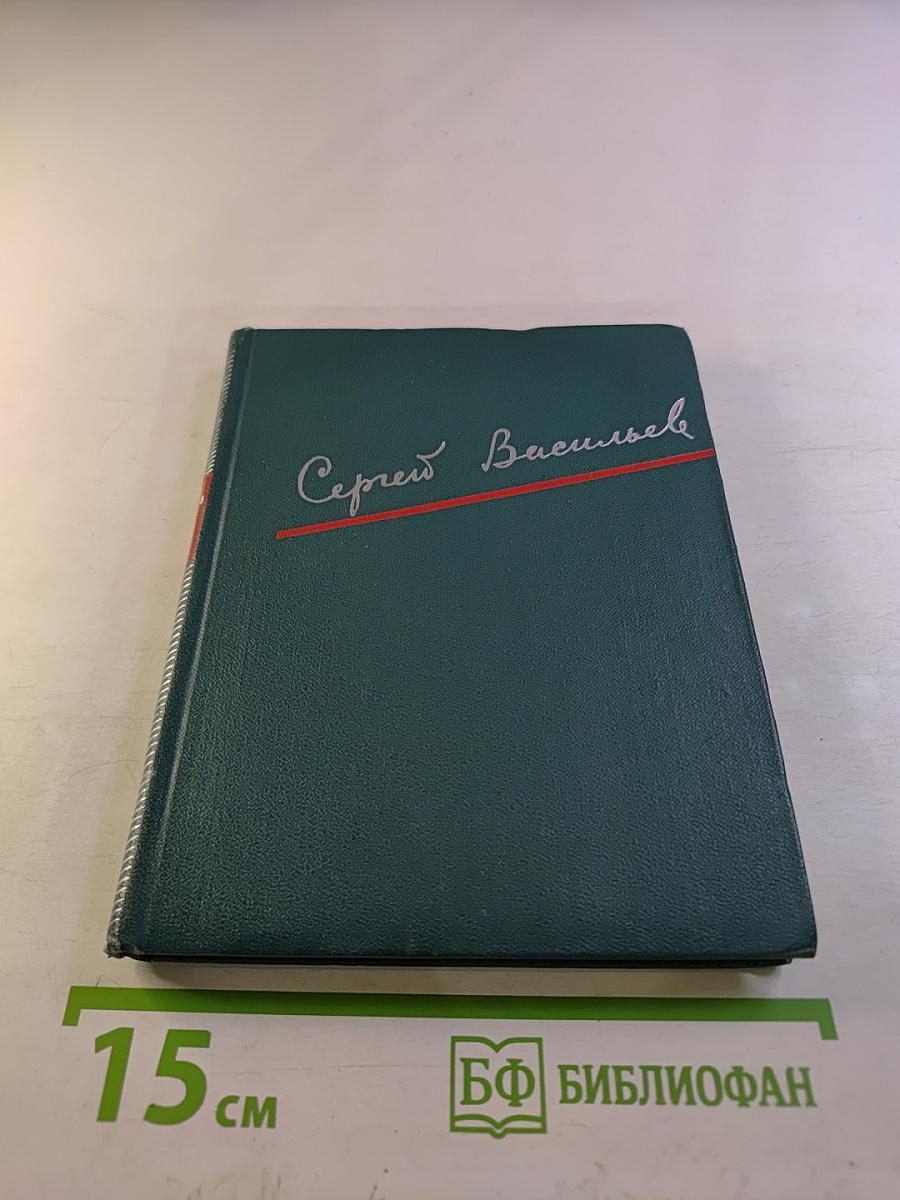 Сергей Васильев
15 см
БФ БИБЛИОФАН